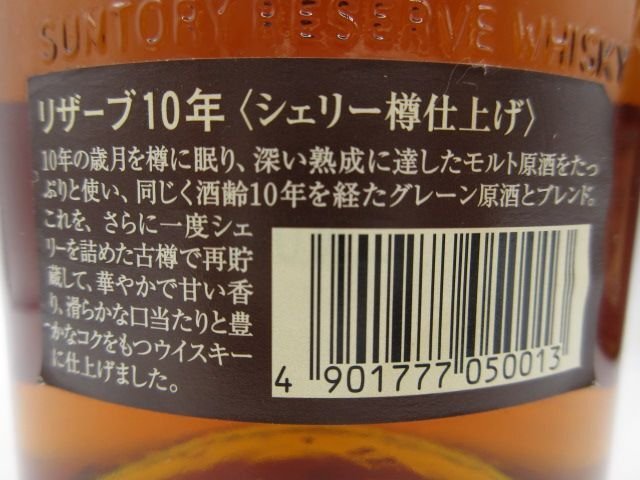 SUNTORY RESERVE WHISKY
リザーブ10年〈シェリー樽仕上げ〉
10年の歳月を樽に眠り、深い熟成に達したモルト原酒をたっ
ぷりと使い、同じく酒齢10年を経たグレーン原酒とブレンド。
これを、さらに一度シェ
リーを詰めた古樽で再貯
蔵して、華やかで甘い香
り、滑らかな口当たりと豊
かなコクをもつウイスキー
に仕上げました。
4 901777 050013